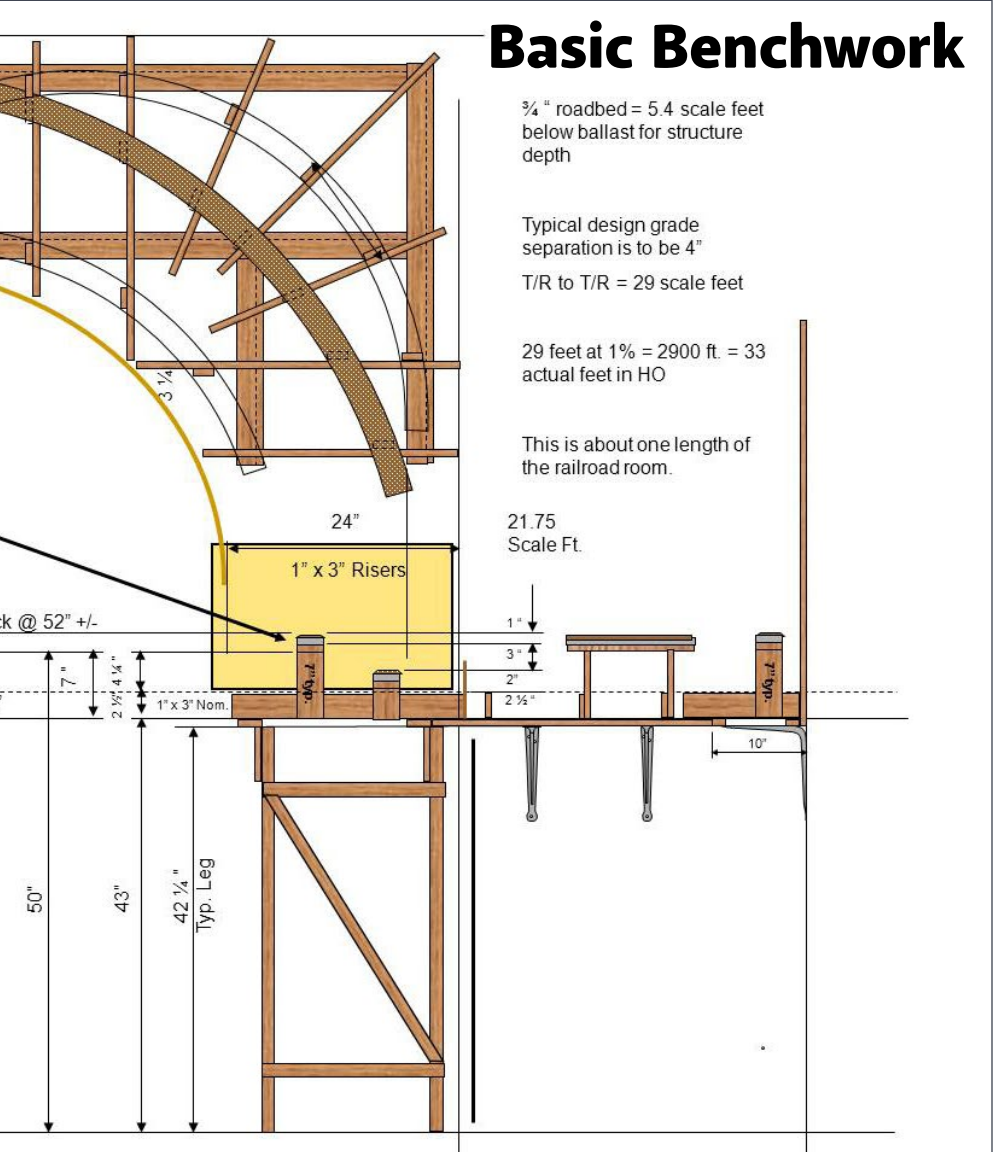 Basic Benchwork
¾ “ roadbed = 5.4 scale feet
below ballast for structure
depth
Typical design grade
separation is to be 4”
T/R to T/R = 29 scale feet
29 feet at 1% = 2900 ft. = 33
actual feet in HO
This is about one length of
the railroad room.
3 ¼
24”
21.75
Scale Ft.
1” x 3” Risers
ck @ 52” +/-
1 “
3 “
2”
2 ½ “
7 "
4 ¼ "
2 ½"
1” x 3” Nom.
7” typ.
7” typ.
10”
50"
43"
42 ¼ "
Typ. Leg